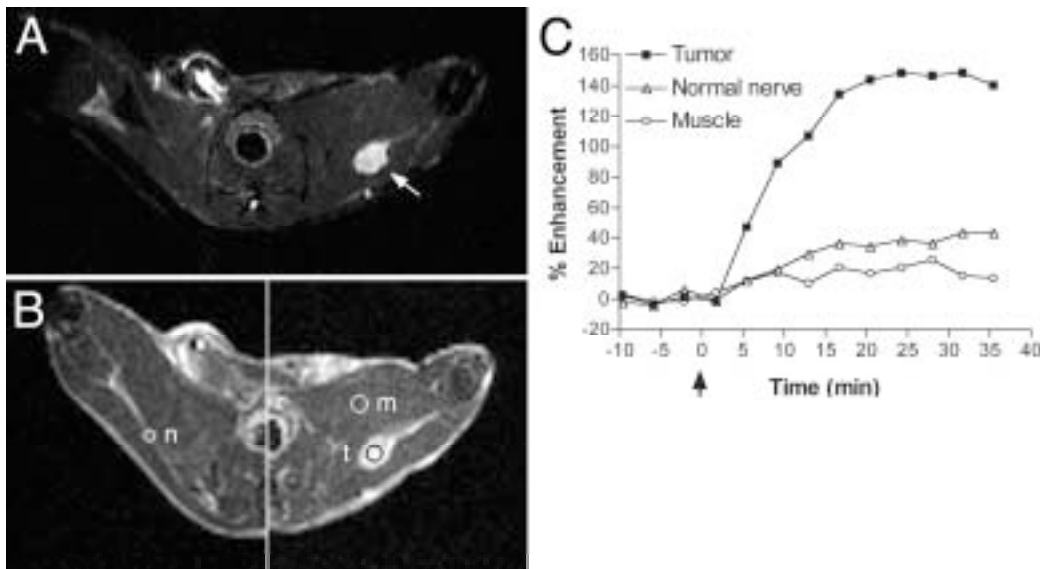 A
B
n
r
m
t
C
Tumor
Normal nerve
Muscle
% Enhancement
160
140
120
100
80
60
40
20
0
-20
-10 -5 0 5 10 15 20 25 30 35 40
Time (min)